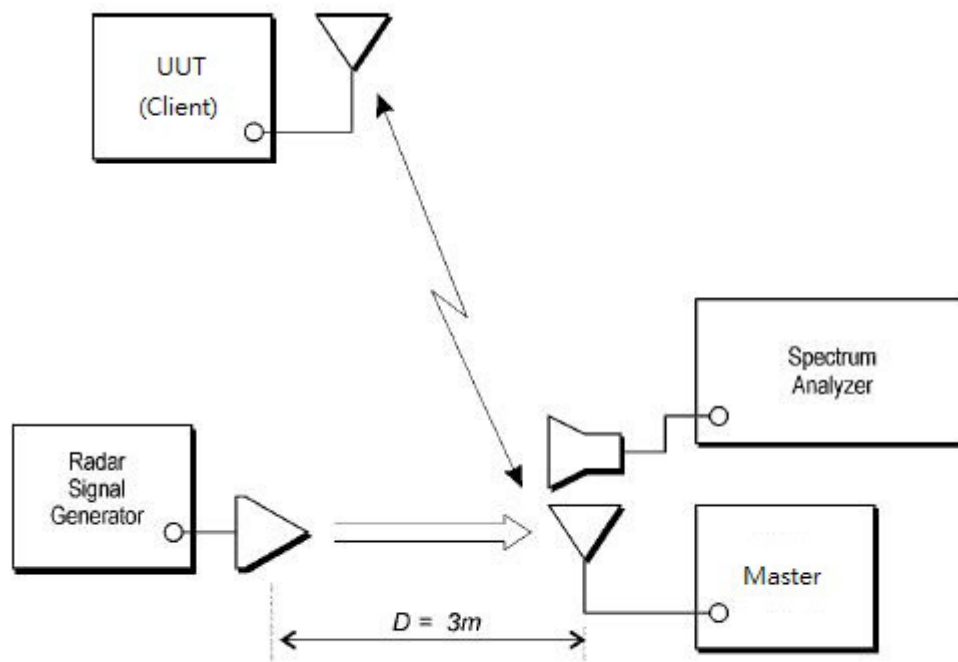 UUT
(Client)
Spectrum
Analyzer
Radar
Signal
Generator
Master
D = 3m